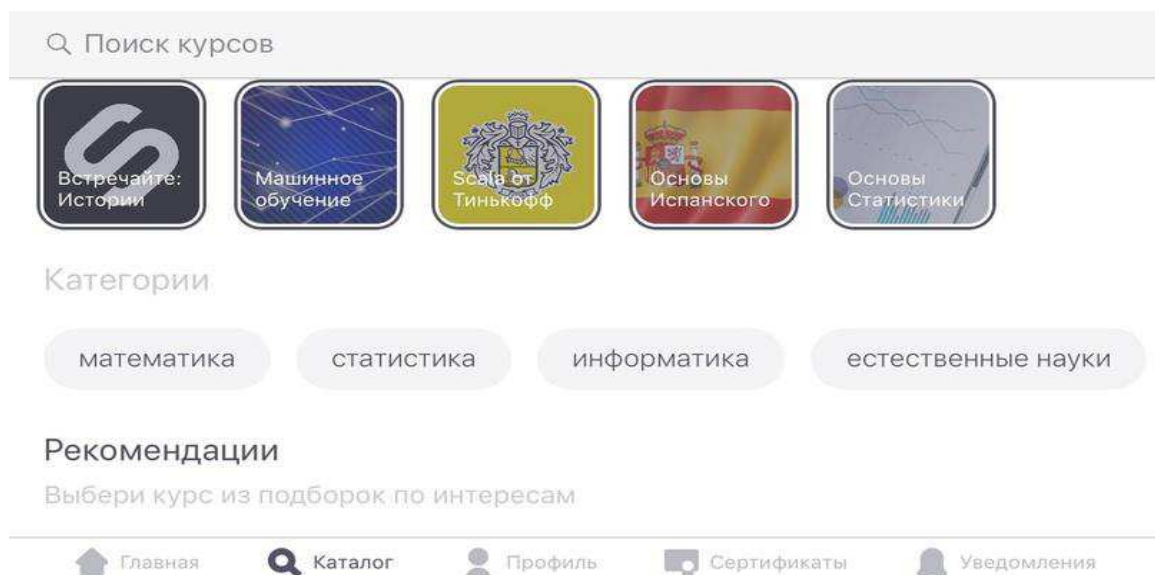 Поиск курсов
Встречайте:
Истории
Машинное
обучение
Scala от
Тинькофф
Основы
Испанского
Основы
Статистики
Категории
математика статистика информатика естественные науки
Рекомендации
Выбери курс из подборок по интересам
Главная Каталог Профиль Сертификаты Уведомления